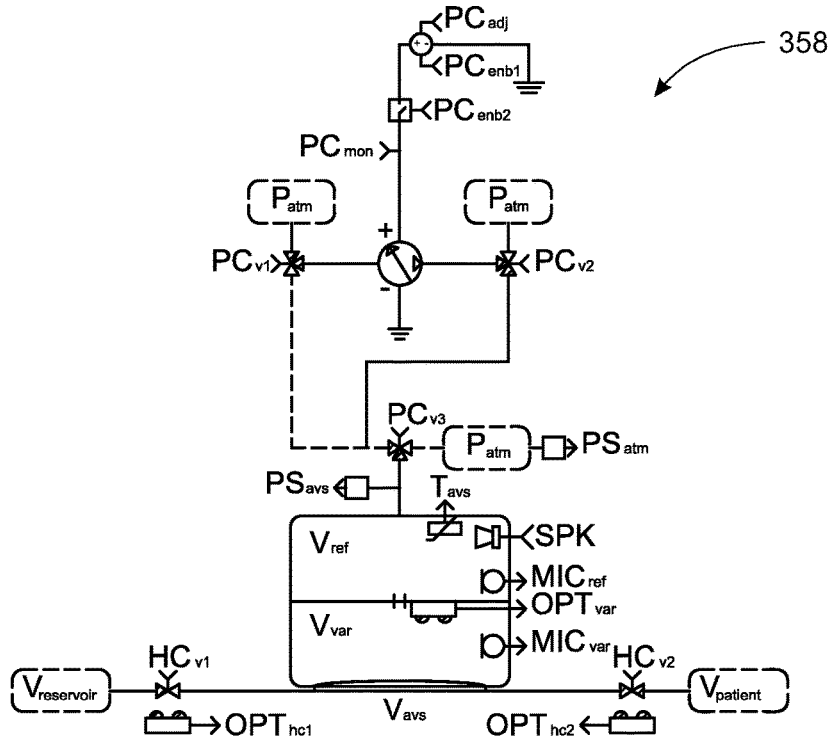 PCadj
358
PCenb1
PCenb2
PCmon
Patm
Patm
+
PCv1
PCv2
-
PCv3
Patm
PSatm
PSavs
Tavs
Vref
SPK
MICref
OPTvar
Vvar
MICvar
HCv1
HCv2
Vreservoir
Vpatient
Vavs
OPThc1
OPThc2